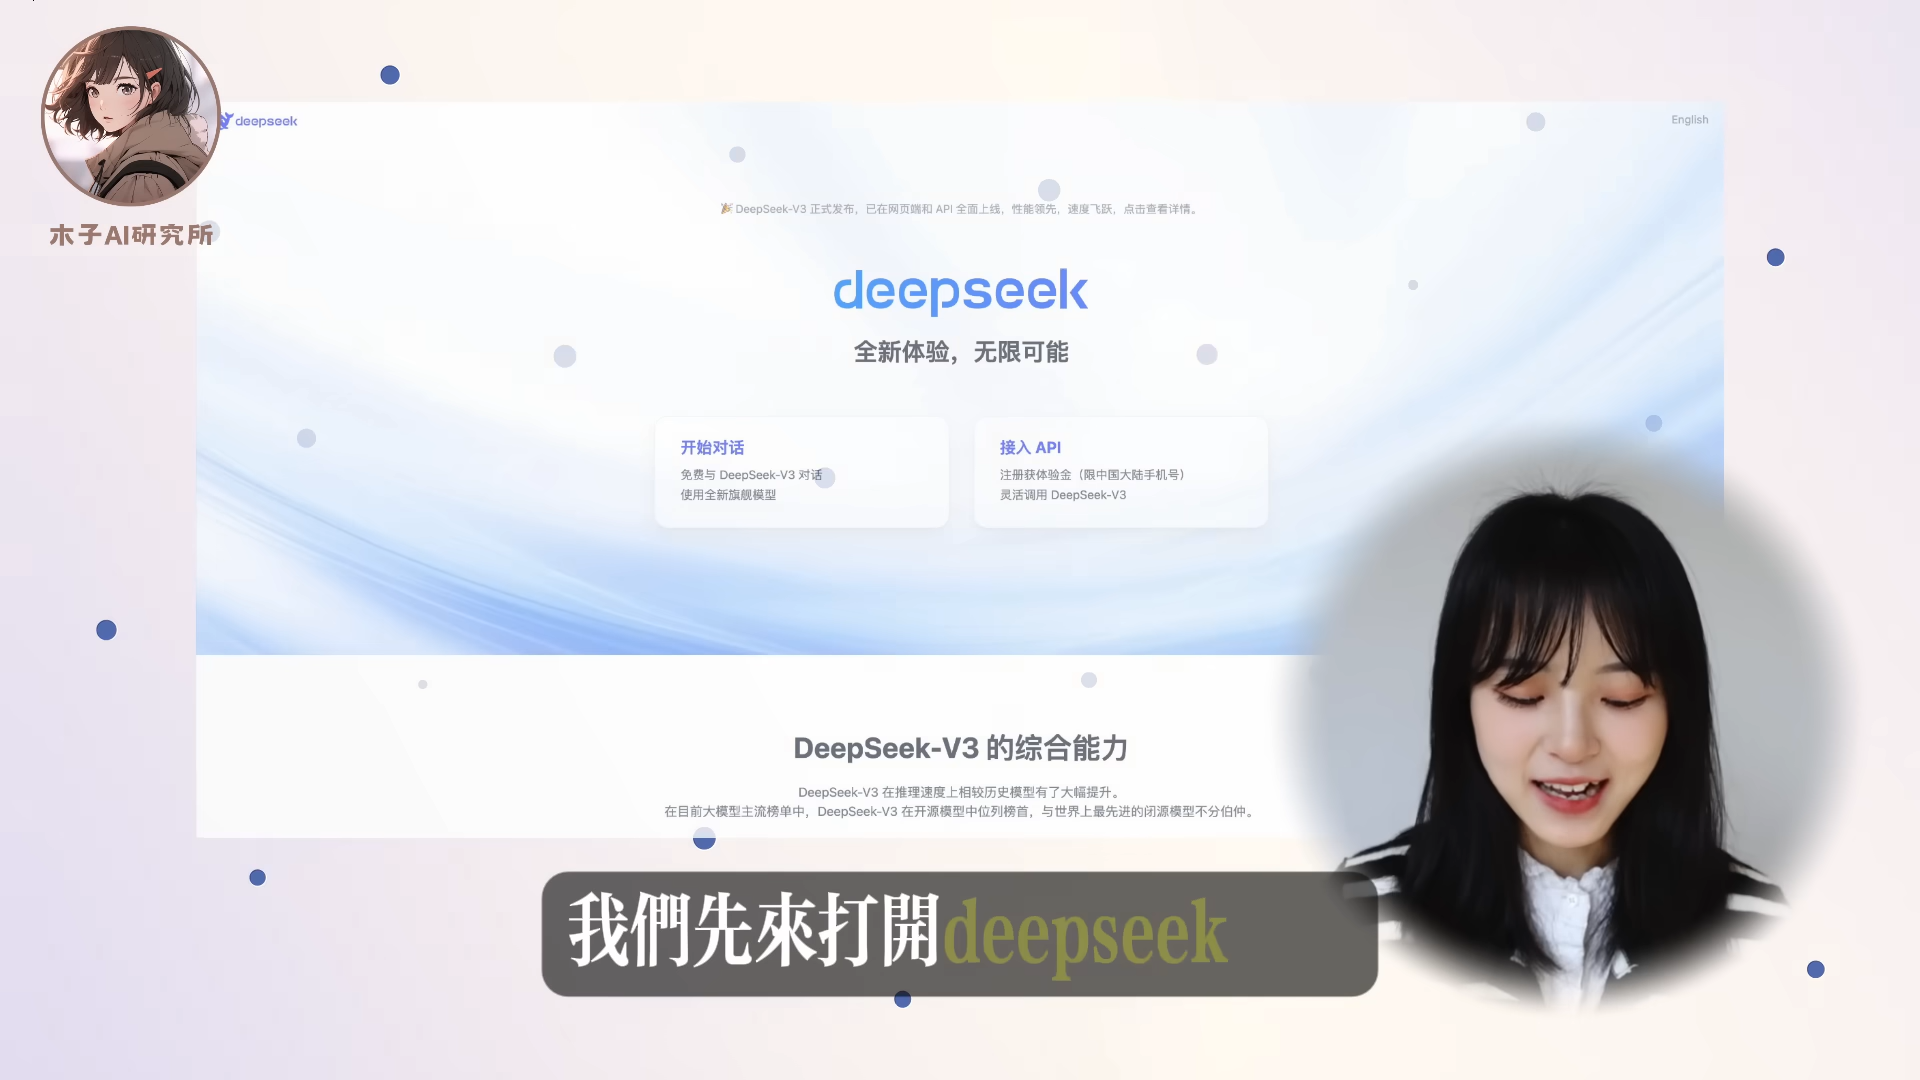 deepseek
English
🎉 DeepSeek-V3 正式发布，已在网页端和 API 全面上线，性能领先，速度飞跃，点击查看详情。
木子AI研究所
deepseek
全新体验，无限可能
开始对话
免费与 DeepSeek-V3 对话
使用全新旗舰模型
接入 API
注册获体验金（限中国大陆手机号）
灵活调用 DeepSeek-V3
DeepSeek-V3 的综合能力
DeepSeek-V3 在推理速度上相较历史模型有了大幅提升。
在目前大模型主流榜单中，DeepSeek-V3 在开源模型中位列榜首，与世界上最先进的闭源模型不分伯仲。
我們先來打開deepseek